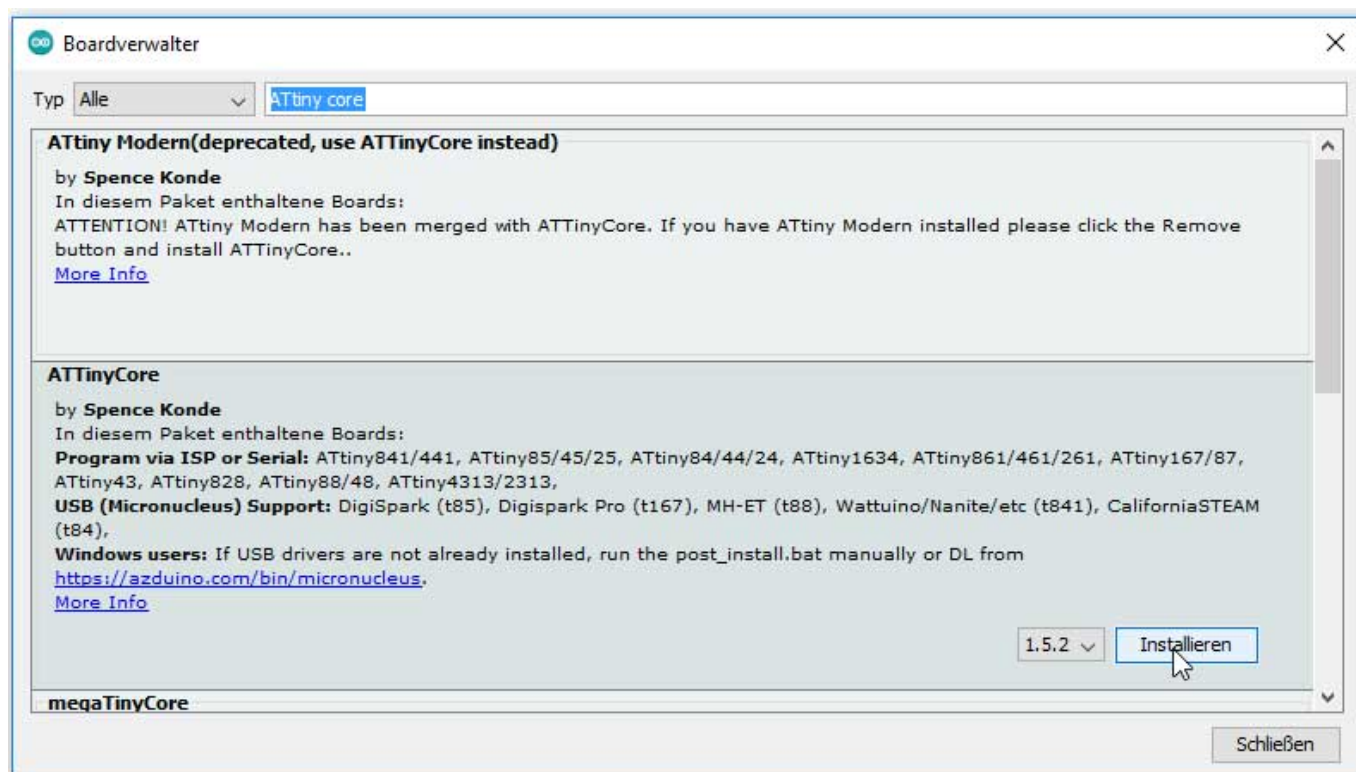 Boardverwalter
Typ Alle ATtiny core
ATtiny Modern(deprecated, use ATTinyCore instead)
by Spence Konde
In diesem Paket enthaltene Boards:
ATTENTION! ATtiny Modern has been merged with ATTinyCore. If you have ATtiny Modern installed please click the Remove
button and install ATTinyCore..
More Info
ATTinyCore
by Spence Konde
In diesem Paket enthaltene Boards:
Program via ISP or Serial: ATtiny841/441, ATtiny85/45/25, ATtiny84/44/24, ATtiny1634, ATtiny861/461/261, ATtiny167/87,
ATtiny43, ATtiny828, ATtiny88/48, ATtiny4313/2313,
USB (Micronucleus) Support: DigiSpark (t85), Digispark Pro (t167), MH-ET (t88), Wattuino/Nanite/etc (t841), CaliforniaSTEAM
(t84),
Windows users: If USB drivers are not already installed, run the post_install.bat manually or DL from
https://azduino.com/bin/micronucleus.
More Info
1.5.2 Installieren
megaTinyCore
Schließen